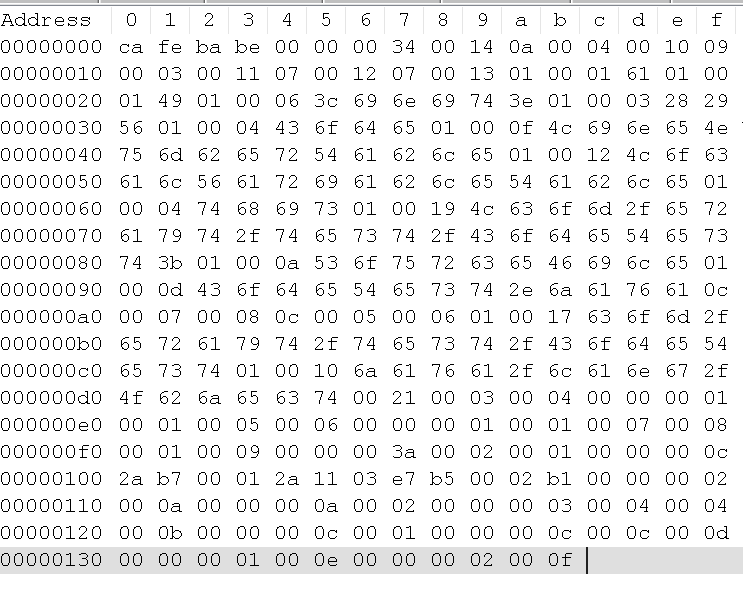 Address 0 1 2 3 4 5 6 7 8 9 a b c d e f
00000000 ca fe ba be 00 00 00 34 00 14 0a 00 04 00 10 09
00000010 00 03 00 11 07 00 12 07 00 13 01 00 01 61 01 00
00000020 01 49 01 00 06 3c 69 6e 69 74 3e 01 00 03 28 29
00000030 56 01 00 04 43 6f 64 65 01 00 0f 4c 69 6e 65 4e
00000040 75 6d 62 65 72 54 61 62 6c 65 01 00 12 4c 6f 63
00000050 61 6c 56 61 72 69 61 62 6c 65 54 61 62 6c 65 01
00000060 00 04 74 68 69 73 01 00 19 4c 63 6f 6d 2f 65 72
00000070 61 79 74 2f 74 65 73 74 2f 43 6f 64 65 54 65 73
00000080 74 3b 01 00 0a 53 6f 75 72 63 65 46 69 6c 65 01
00000090 00 0d 43 6f 64 65 54 65 73 74 2e 6a 61 76 61 0c
000000a0 00 07 00 08 0c 00 05 00 06 01 00 17 63 6f 6d 2f
000000b0 65 72 61 79 74 2f 74 65 73 74 2f 43 6f 64 65 54
000000c0 65 73 74 01 00 10 6a 61 76 61 2f 6c 61 6e 67 2f
000000d0 4f 62 6a 65 63 74 00 21 00 03 00 04 00 00 00 01
000000e0 00 01 00 05 00 06 00 00 00 01 00 01 00 07 00 08
000000f0 00 01 00 09 00 00 00 3a 00 02 00 01 00 00 00 0c
00000100 2a b7 00 01 2a 11 03 e7 b5 00 02 b1 00 00 00 02
00000110 00 0a 00 00 00 0a 00 02 00 00 00 03 00 04 00 04
00000120 00 0b 00 00 00 0c 00 01 00 00 00 0c 00 0c 00 0d
00000130 00 00 00 01 00 0e 00 00 00 02 00 0f